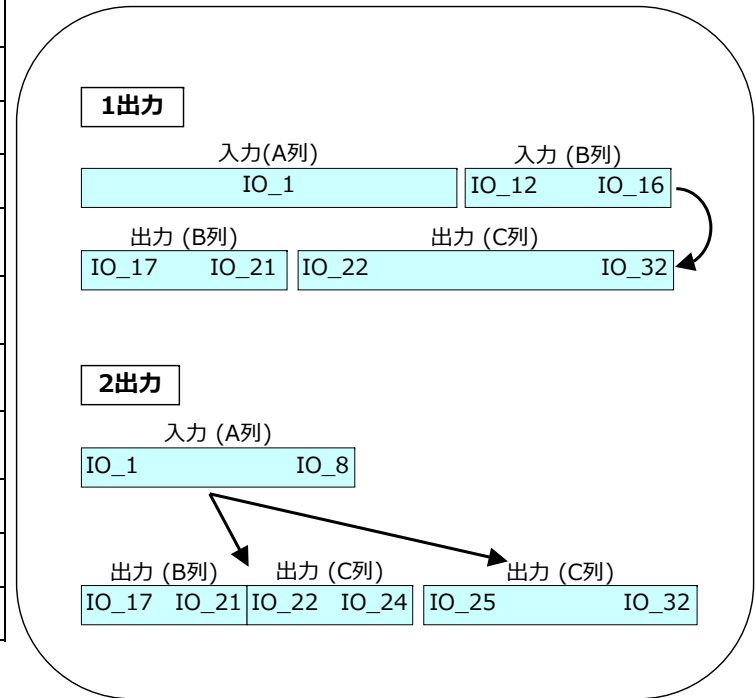 1出力
入力(A列) 入力 (B列)
IO_1 IO_12 IO_16
出力 (B列) 出力 (C列)
IO_17 IO_21 IO_22 IO_32
2出力
入力 (A列)
IO_1 IO_8
出力 (B列) 出力 (C列) 出力 (C列)
IO_17 IO_21 IO_22 IO_24 IO_25 IO_32